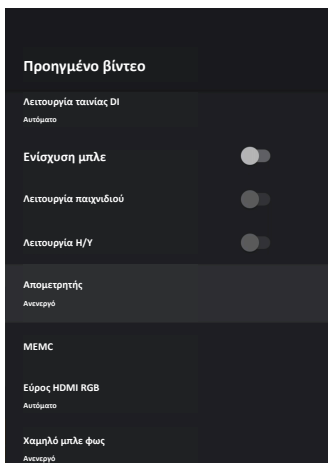 Προηγμένο βίντεο
Λειτουργία ταινίας DI
Αυτόματο
Ενίσχυση μπλε
Λειτουργία παιχνιδιού
Λειτουργία Η/Υ
Απομετρητής
Ανενεργό
MEMC
Εύρος HDMI RGB
Αυτόματο
Χαμηλό μπλε φως
Ανενεργό